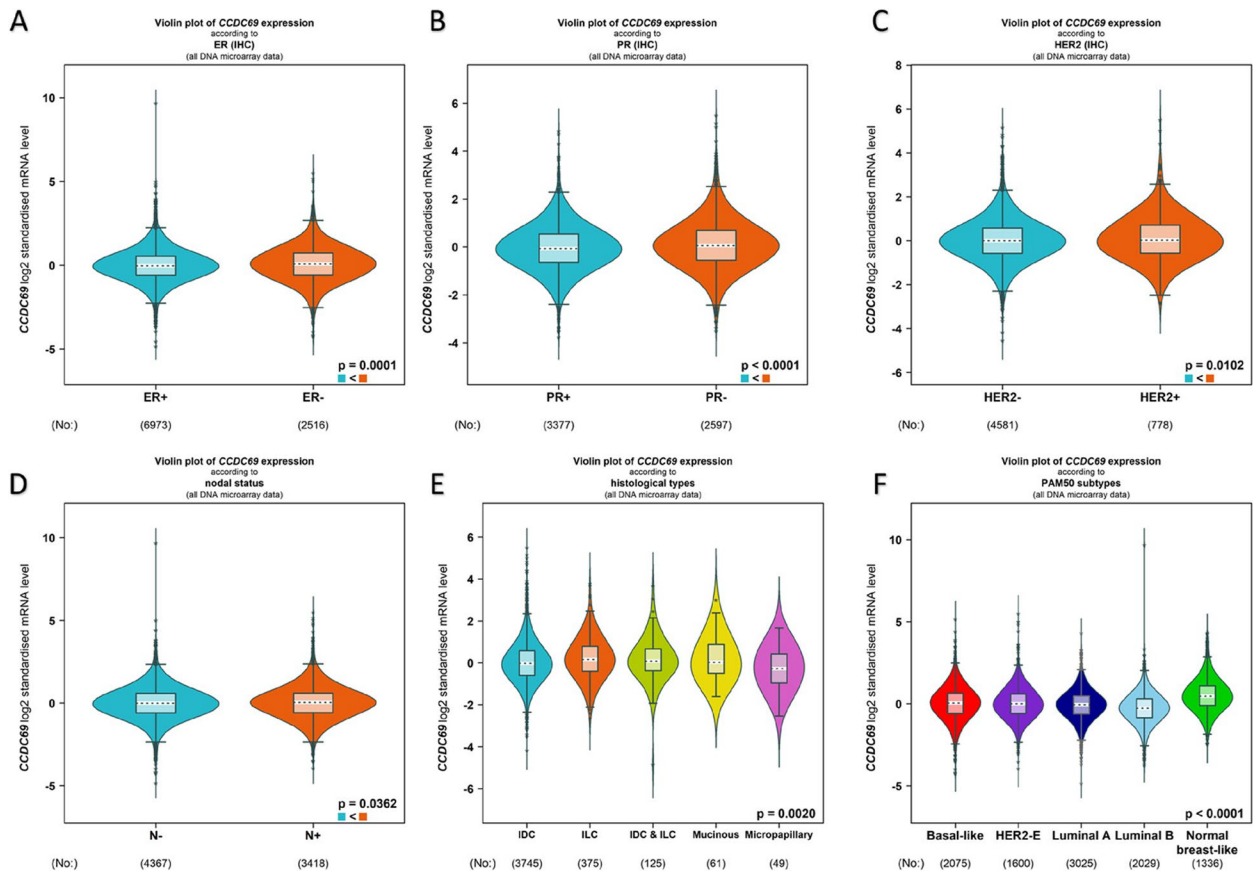 A
Violin plot of CCDC69 expression
according to
ER (IHC)
(all DNA microarray data)
CCDC69 log2 standardised mRNA level
10
5
0
-5
p = 0.0001
<
ER+ ER-
(No:) (6973) (2516)
B
Violin plot of CCDC69 expression
according to
PR (IHC)
(all DNA microarray data)
CCDC69 log2 standardised mRNA level
6
4
2
0
-2
-4
p < 0.0001
<
PR+ PR-
(No:) (3377) (2597)
C
Violin plot of CCDC69 expression
according to
HER2 (IHC)
(all DNA microarray data)
CCDC69 log2 standardised mRNA level
8
6
4
2
0
-2
-4
-6
p = 0.0102
<
HER2- HER2+
(No:) (4581) (778)
D
Violin plot of CCDC69 expression
according to
nodal status
(all DNA microarray data)
CCDC69 log2 standardised mRNA level
10
5
0
-5
p = 0.0362
<
N- N+
(No:) (4367) (3418)
E
Violin plot of CCDC69 expression
according to
histological types
(all DNA microarray data)
CCDC69 log2 standardised mRNA level
6
4
2
0
-2
-4
-6
p = 0.0020
IDC ILC IDC & ILC Mucinous Micropapillary
(No:) (3745) (375) (125) (61) (49)
F
Violin plot of CCDC69 expression
according to
PAM50 subtypes
(all DNA microarray data)
CCDC69 log2 standardised mRNA level
10
5
0
-5
p < 0.0001
Basal-like HER2-E Luminal A Luminal B Normal
breast-like
(No:) (2075) (1600) (3025) (2029) (1336)